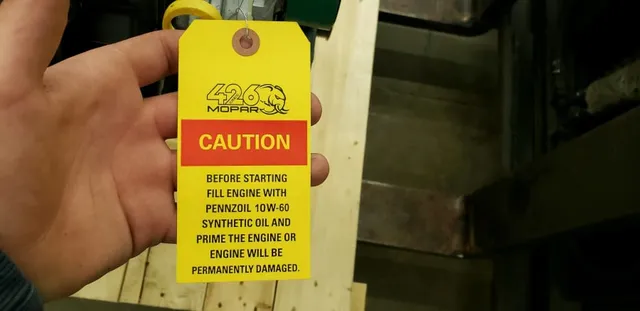 426
MOPAR
CAUTION
BEFORE STARTING
FILL ENGINE WITH
PENNZOIL 10W-60
SYNTHETIC OIL AND
PRIME THE ENGINE OR
ENGINE WILL BE
PERMANENTLY DAMAGED.